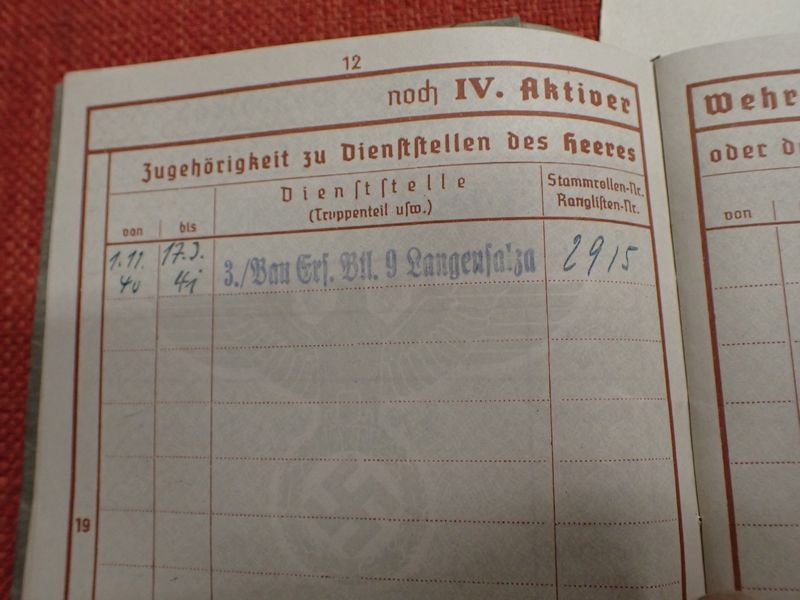 12
noch IV. Aktiver
Zugehörigkeit zu Dienststellen des Heeres
von
bis
Dienststelle
(Truppenteil usw.)
Stammrollen-Nr.
Ranglisten-Nr.
1.11.
40
17.3.
41
3./Bau Ers. Btl. 9 Langensalza
2915
19
Wehr
oder d
von